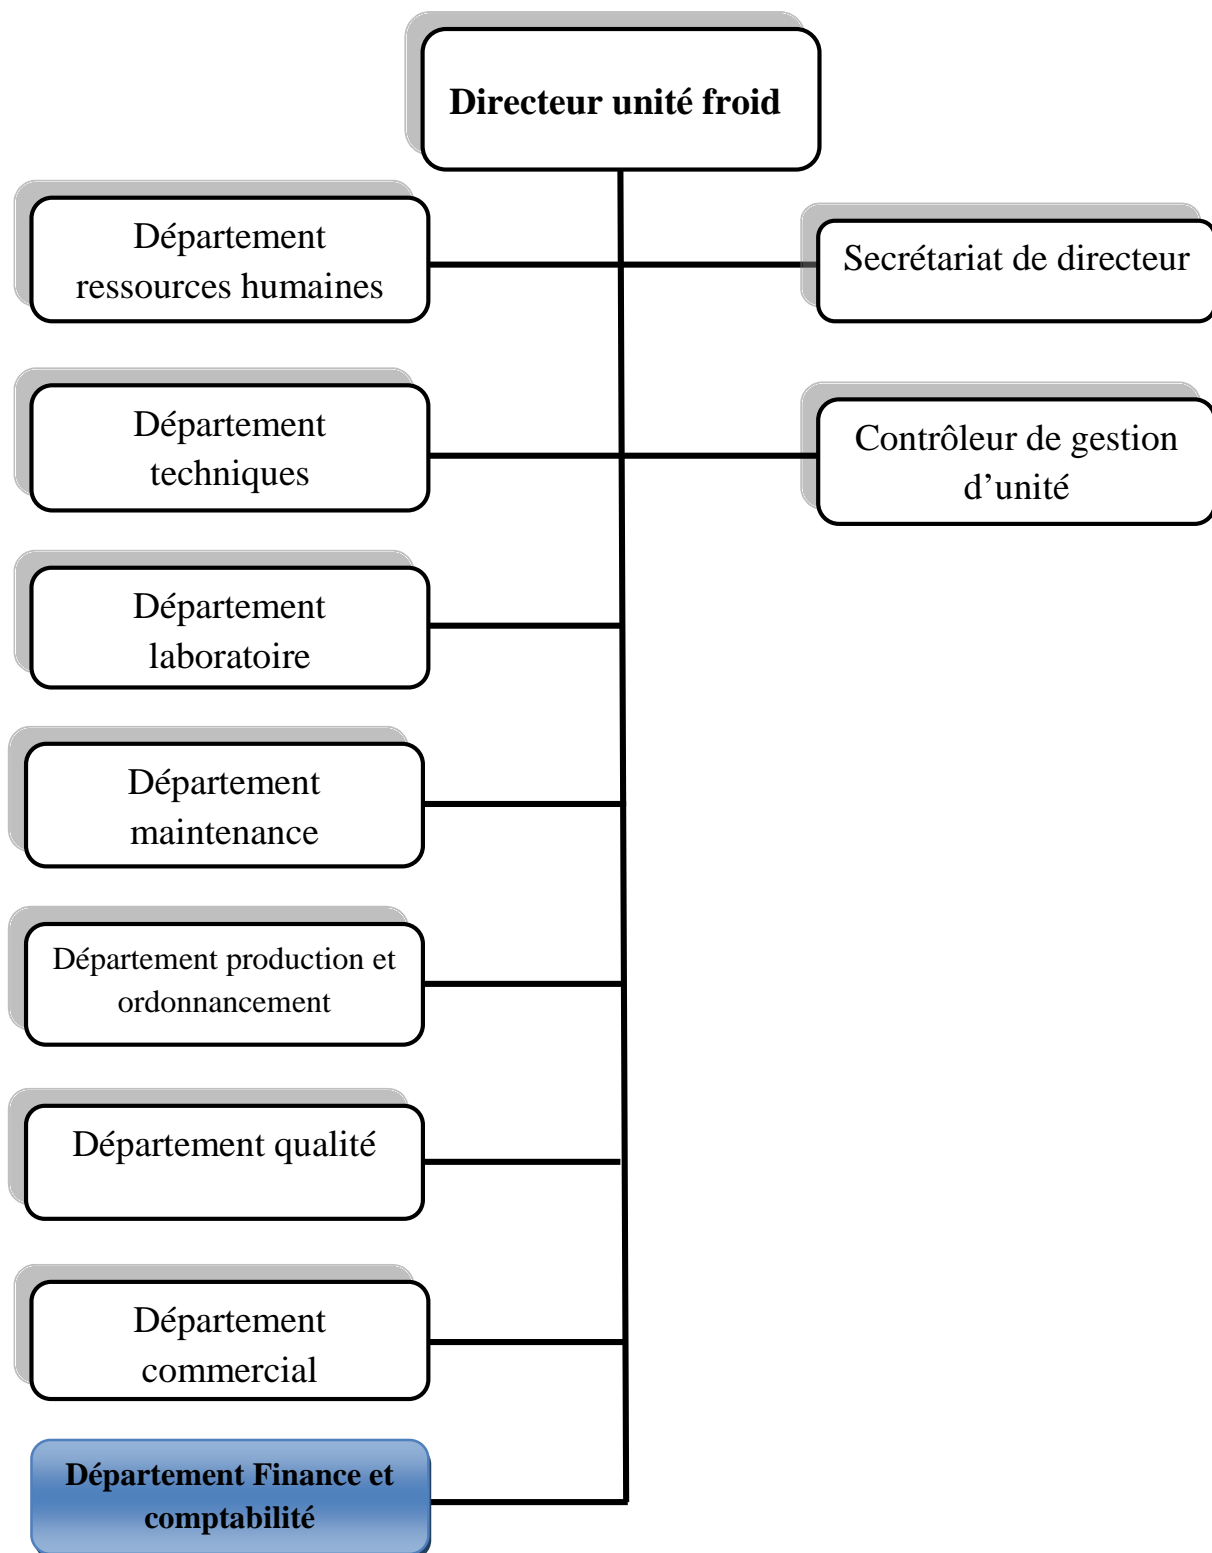 Directeur unité froid
Département
ressources humaines
Secrétariat de directeur
Département
techniques
Contrôleur de gestion
d’unité
Département
laboratoire
Département
maintenance
Département production et
ordonnancement
Département qualité
Département
commercial
Département Finance et
comptabilité